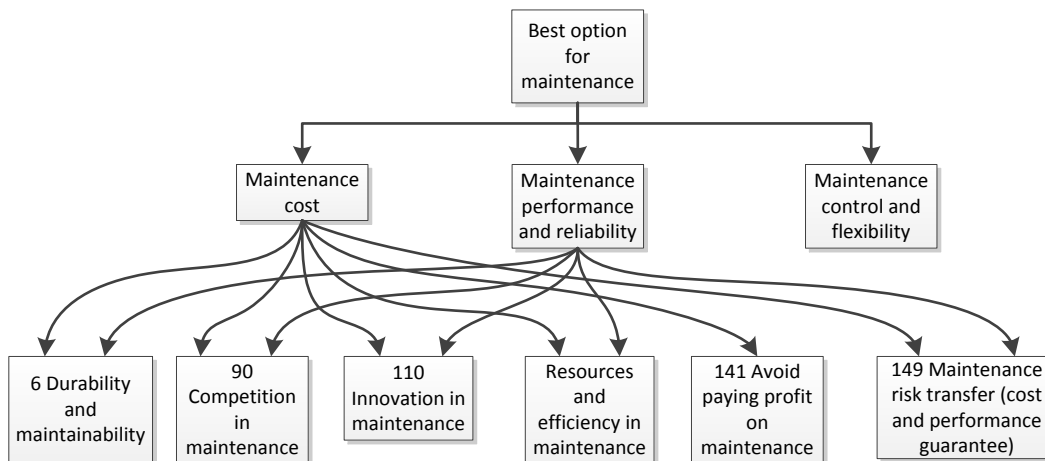 Best option
for
maintenance
Maintenance
cost
Maintenance
performance
and reliability
Maintenance
control and
flexibility
6 Durability
and
maintainability
90
Competition
in
maintenance
110
Innovation in
maintenance
Resources
and
efficiency in
maintenance
141 Avoid
paying profit
on
maintenance
149 Maintenance
risk transfer (cost
and performance
guarantee)